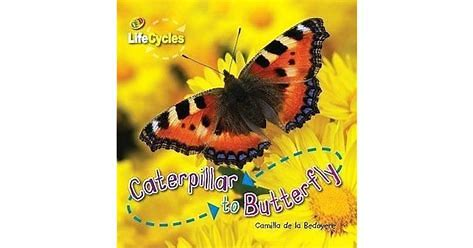 LifeCycles
Caterpillar
to Butterfly
Camilla de la Bedoyere